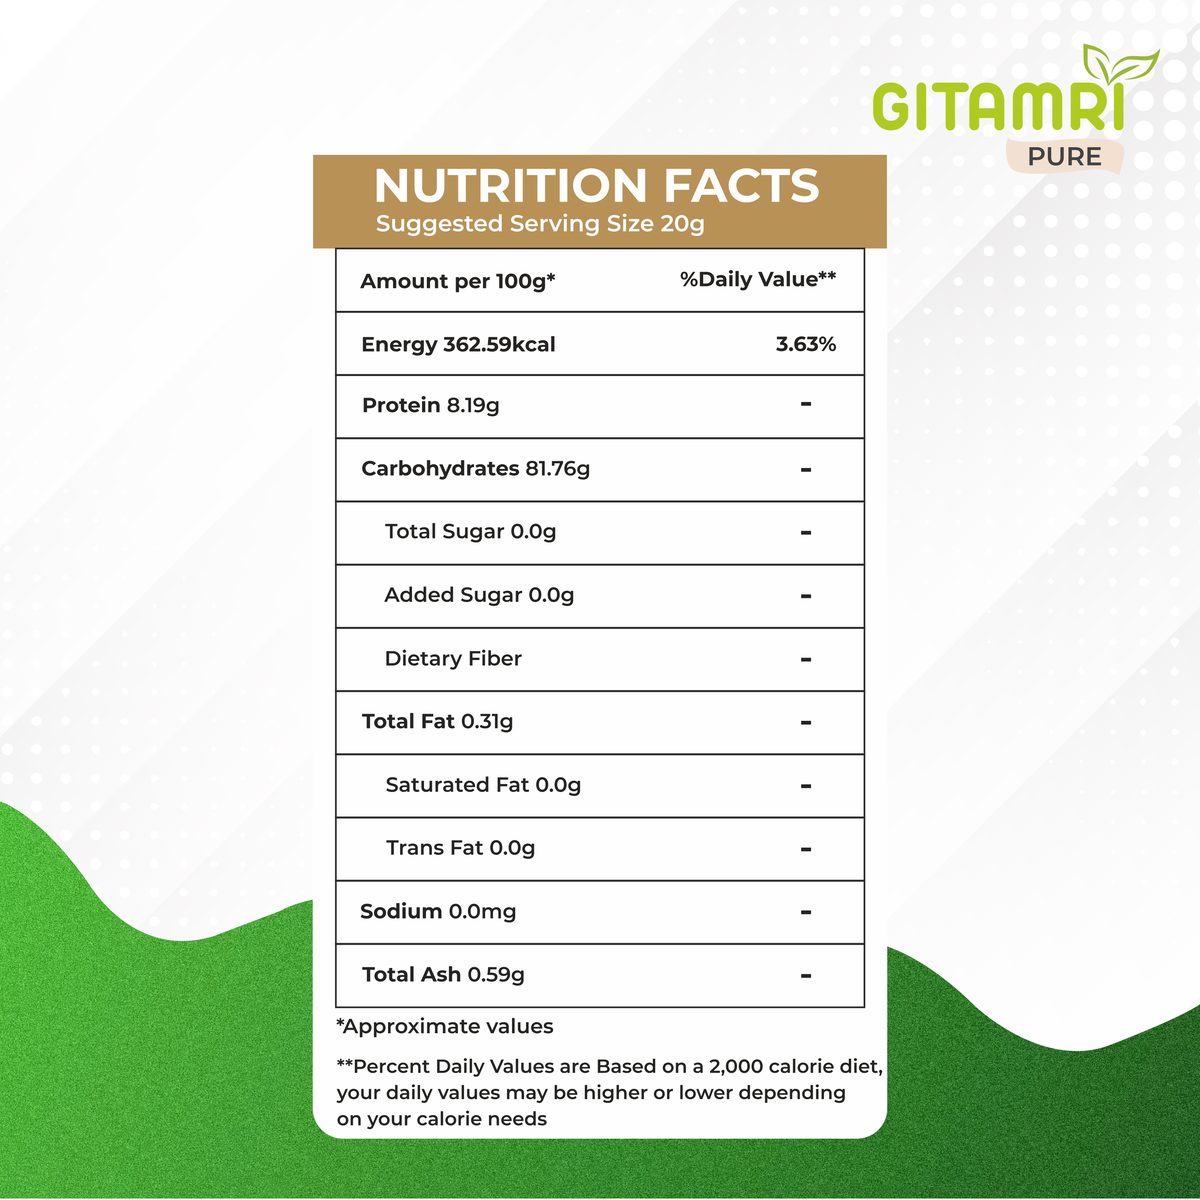 GITAMRI
PURE
NUTRITION FACTS
Suggested Serving Size 20g
Amount per 100g* %Daily Value**
Energy 362.59kcal 3.63%
Protein 8.19g -
Carbohydrates 81.76g -
Total Sugar 0.0g -
Added Sugar 0.0g -
Dietary Fiber -
Total Fat 0.31g -
Saturated Fat 0.0g -
Trans Fat 0.0g -
Sodium 0.0mg -
Total Ash 0.59g -
*Approximate values
**Percent Daily Values are Based on a 2,000 calorie diet,
your daily values may be higher or lower depending
on your calorie needs